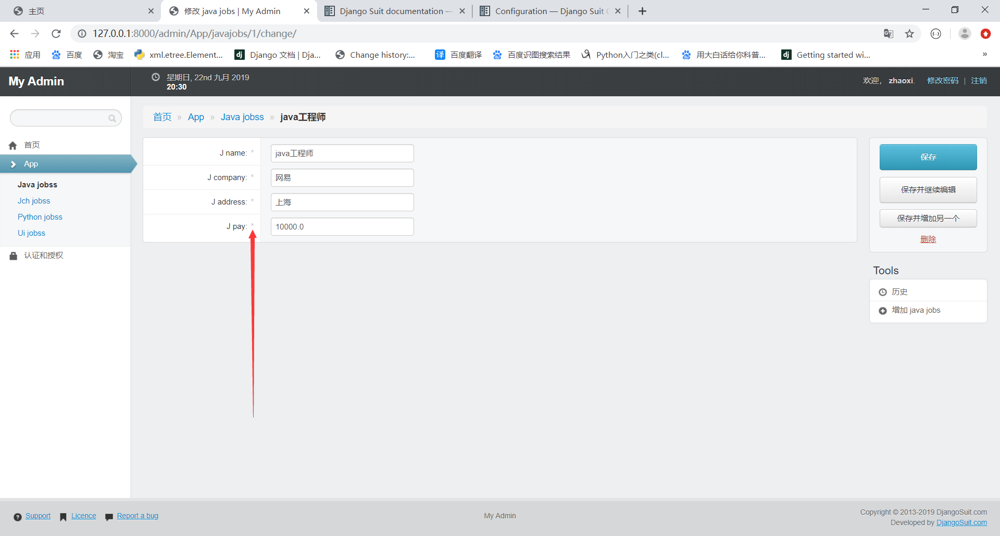 主页
修改 java jobs | My Admin
Django Suit documentation —
Configuration — Django Suit
127.0.0.1:8000/admin/App/javajobs/1/change/
应用
百度
淘宝
xml.etree.Element...
Django 文档 | Dja...
Change history:...
百度翻译
百度识图搜索结果
Python入门之类(cl...
用大白话给你科普...
Getting started wi...
»
My Admin
星期日, 22nd 九月 2019
20:30
欢迎， zhaoxi. 修改密码 | 注销
首页 » App » Java jobss » java工程师
首页
App
Java jobss
Jch jobss
Python jobss
Ui jobss
认证和授权
J name: *
java工程师
J company: *
网易
J address: *
上海
J pay: *
10000.0
保存
保存并继续编辑
保存并增加另一个
删除
Tools
历史
增加 java jobs
Support
Licence
Report a bug
My Admin
Copyright © 2013-2019 DjangoSuit.com
Developed by DjangoSuit.com